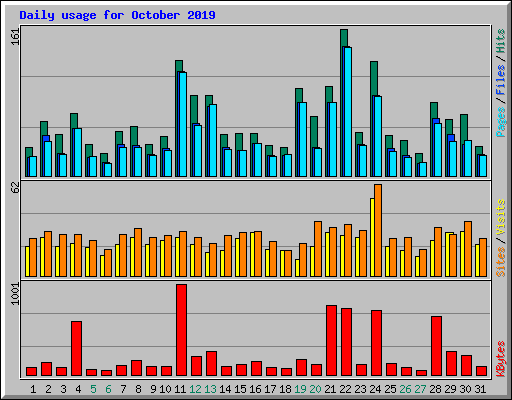 Daily usage for October 2019
161
Pages/Files/Hits
62
Sites/Visits
1001
KBytes
1 2 3 4 5 6 7 8 9 10 11 12 13 14 15 16 17 18 19 20 21 22 23 24 25 26 27 28 29 30 31